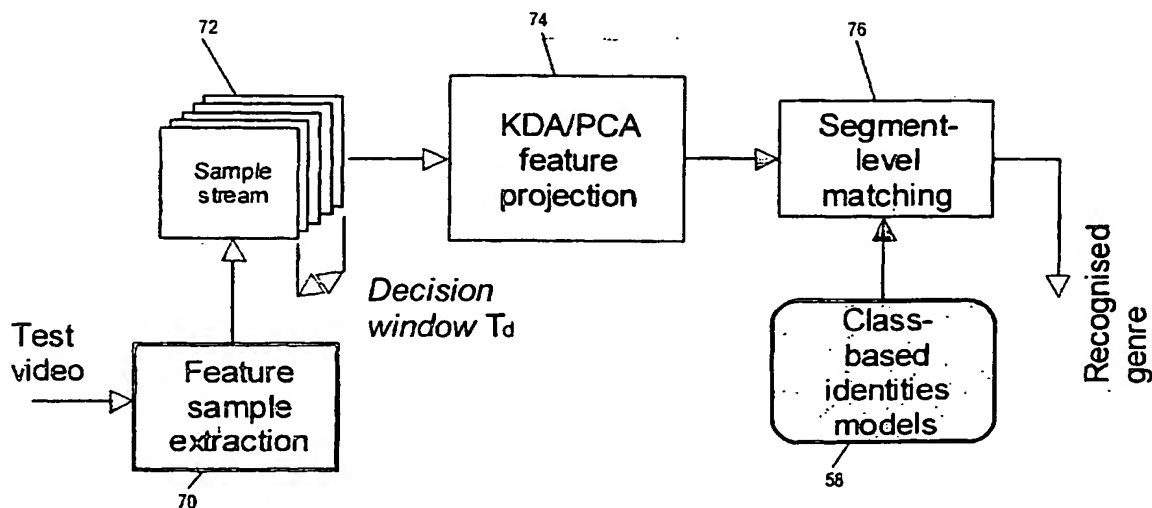 72
74
76
Sample
stream
KDA/PCA
feature
projection
Segment-
level
matching
Decision
window Td
Test
video
Feature
sample
extraction
Class-
based
identities
models
Recognised
genre
70
58